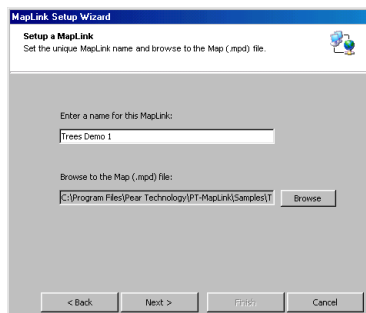 MapLink Setup Wizard
Setup a MapLink
Set the unique MapLink name and browse to the Map (.mpd) file.
Enter a name for this MapLink:
Trees Demo 1
Browse to the Map (.mpd) file:
C:\Program Files\Pear Technology\PT-MapLink\Samples\T Browse
< Back Next > Finish Cancel